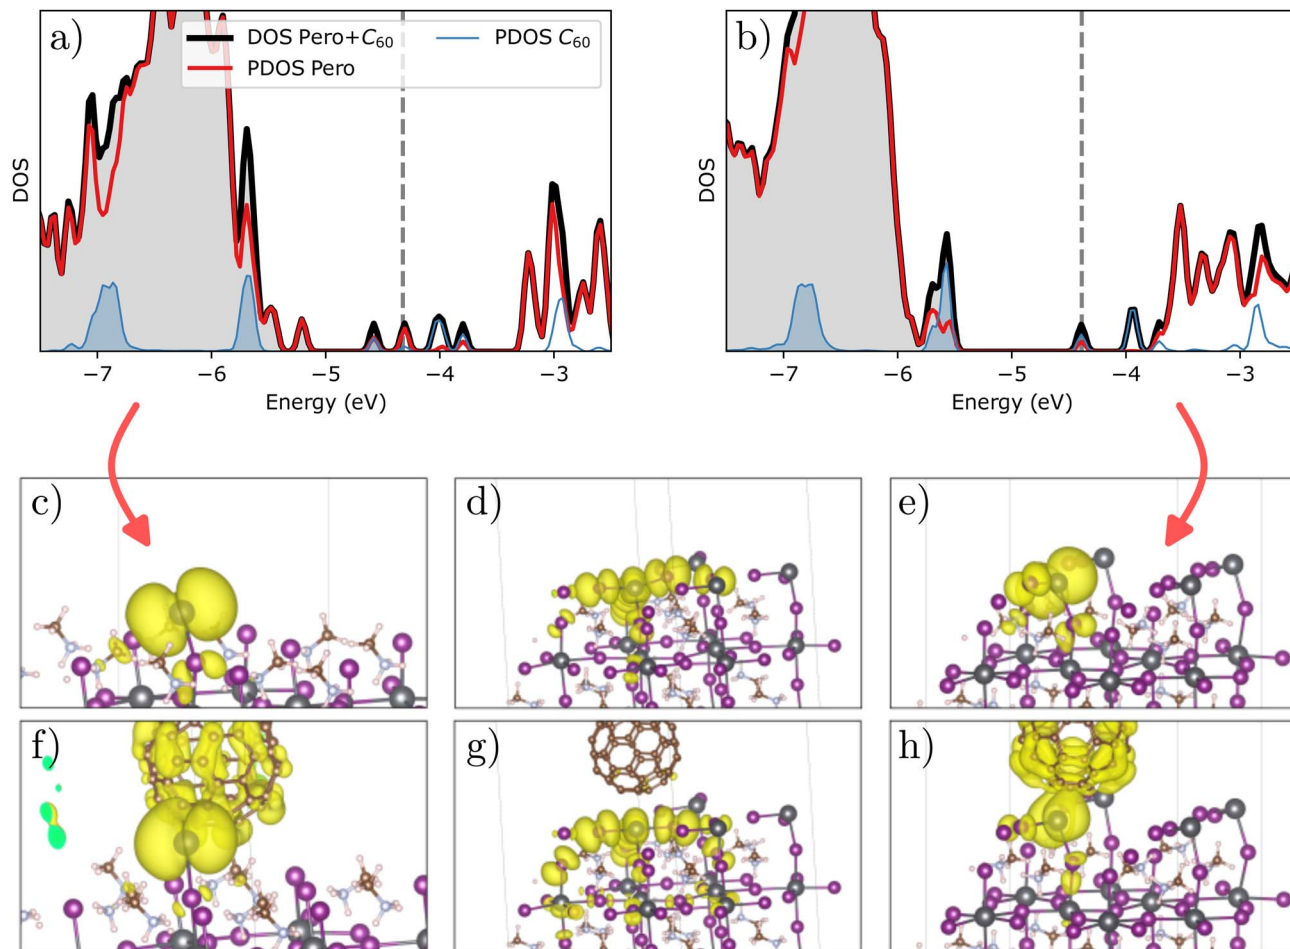 a)
DOS Pero+C₆₀
PDOS Pero
PDOS C₆₀
DOS
−7 −6 −5 −4 −3
Energy (eV)
b)
DOS
−7 −6 −5 −4 −3
Energy (eV)
c)
d)
e)
f)
g)
h)